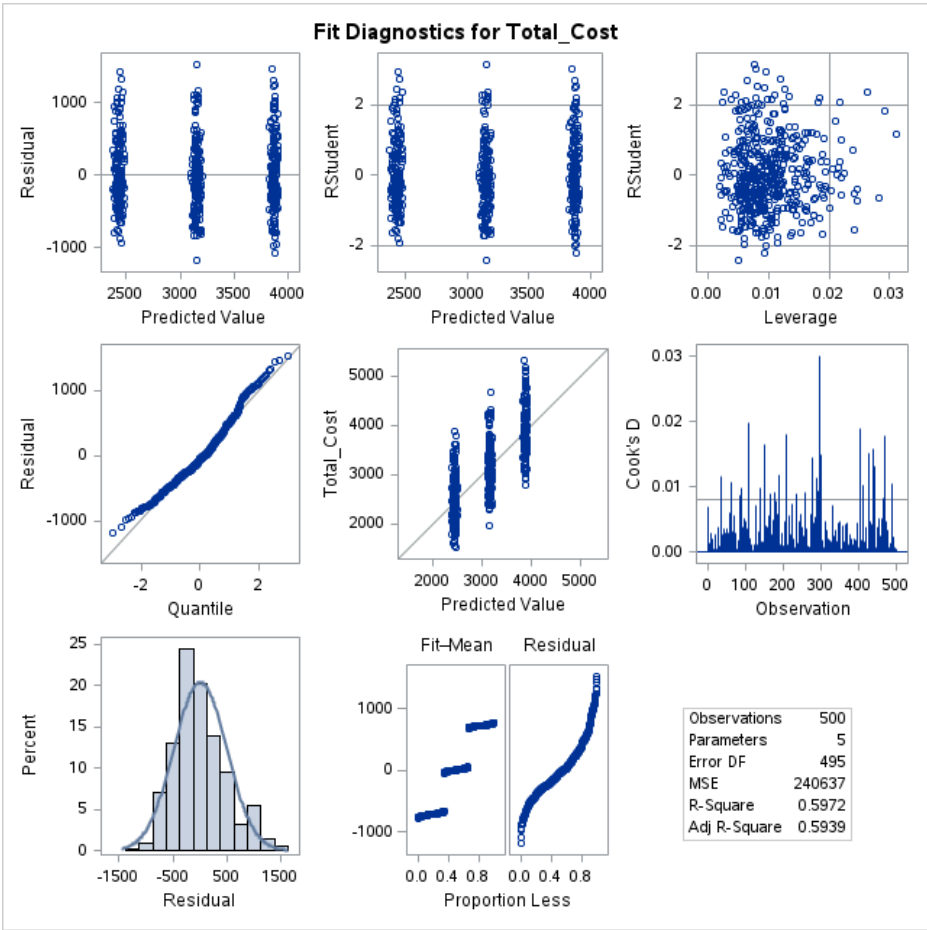 Fit Diagnostics for Total_Cost
Residual
1000
0
-1000
2500 3000 3500 4000
Predicted Value
RStudent
2
0
-2
2500 3000 3500 4000
Predicted Value
RStudent
2
0
-2
0.00 0.01 0.02 0.03
Leverage
Residual
1000
0
-1000
-2 0 2
Quantile
Total_Cost
5000
4000
3000
2000
2000 3000 4000 5000
Predicted Value
Cook's D
0.03
0.02
0.01
0.00
0 100 200 300 400 500
Observation
Percent
25
20
15
10
5
0
-1500 -500 500 1500
Residual
Fit–Mean Residual
1000
0
-1000
0.0 0.4 0.8 0.0 0.4 0.8
Proportion Less
Observations 500
Parameters 5
Error DF 495
MSE 240637
R-Square 0.5972
Adj R-Square 0.5939